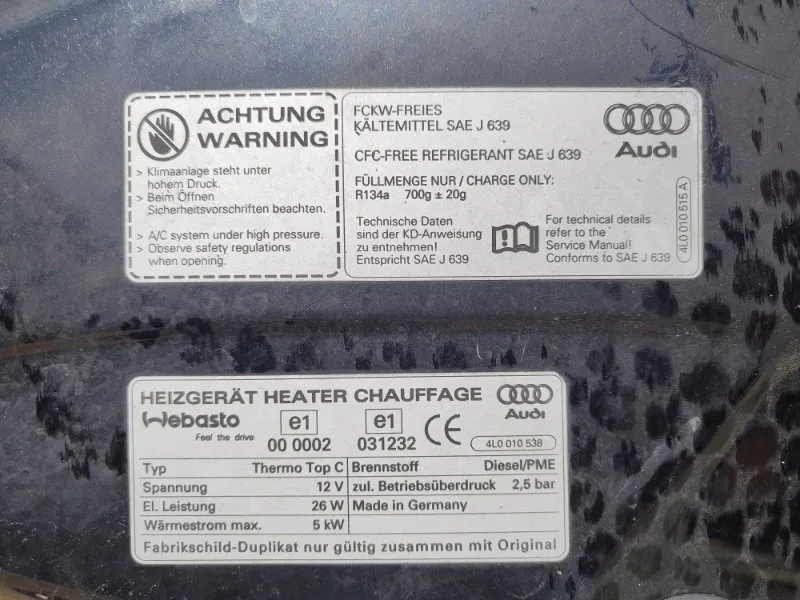 ACHTUNG
WARNING
> Klimaanlage steht unter
hohem Druck.
> Beim Öffnen
Sicherheitsvorschriften beachten.
> A/C system under high pressure.
> Observe safety regulations
when opening.
FCKW-FREIES
KÄLTEMITTEL SAE J 639
CFC-FREE REFRIGERANT SAE J 639
FÜLLMENGE NUR / CHARGE ONLY:
R134a 700g ± 20g
Technische Daten
sind der KD-Anweisung
zu entnehmen!
Entspricht SAE J 639
Audi
For technical details
refer to the
Service Manual!
Conforms to SAE J 639
4L0 010 515 A
HEIZGERÄT HEATER CHAUFFAGE
Audi
Webasto
Feel the drive
e1
00 0002
e1
031232
CE
4L0 010 538
Typ Thermo Top C Brennstoff Diesel/PME
Spannung 12 V zul. Betriebsüberdruck 2,5 bar
El. Leistung 26 W Made in Germany
Wärmestrom max. 5 kW
Fabrikschild-Duplikat nur gültig zusammen mit Original